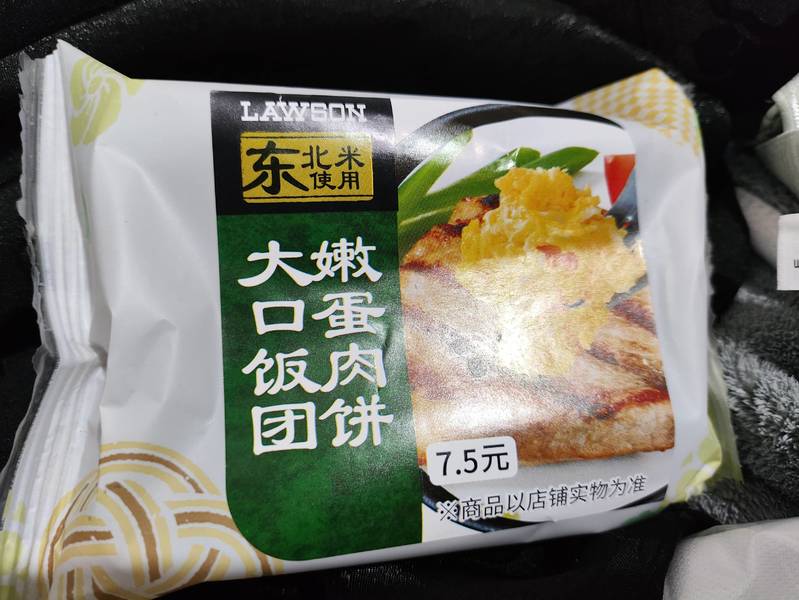 LAWSON
东北米
使用
嫩蛋肉饼
大口饭团
7.5元
※商品以店铺实物为准